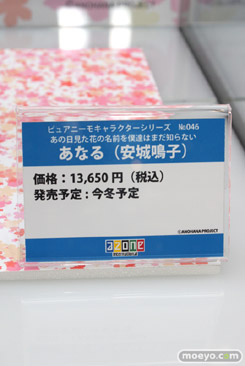 ピュアニーモキャラクターシリーズ　№046
あの日見た花の名前を僕達はまだ知らない
あなる（安城鳴子）
価格：13,650円（税込）
発売予定：今冬予定
azone
©ANOHANA PROJECT
www.moeyo.com